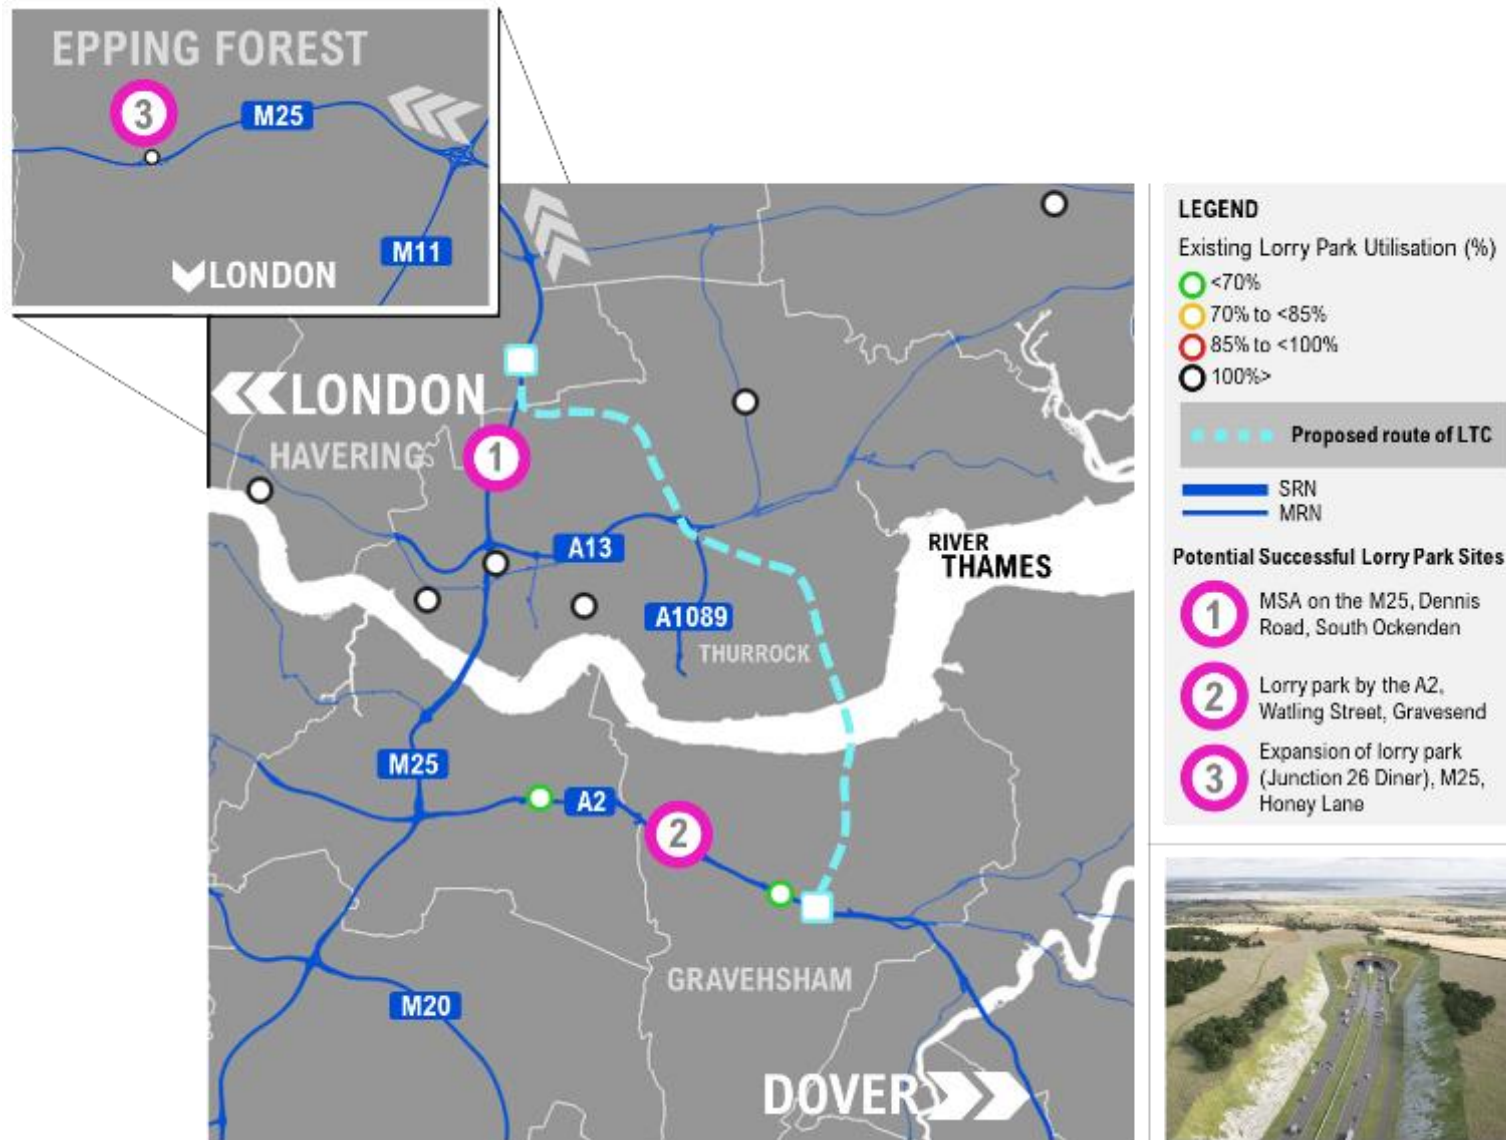 EPPING FOREST
3
M25
M11
LONDON
LONDON
HAVERING
1
A13
RIVER
THAMES
A1089
THURROCK
M25
A2
2
GRAVEHSHAM
M20
DOVER
LEGEND
Existing Lorry Park Utilisation (%)
<70%
70% to <85%
85% to <100%
100%>
Proposed route of LTC
SRN
MRN
Potential Successful Lorry Park Sites
1
MSA on the M25, Dennis
Road, South Ockenden
2
Lorry park by the A2,
Watling Street, Gravesend
3
Expansion of lorry park
(Junction 26 Diner), M25,
Honey Lane